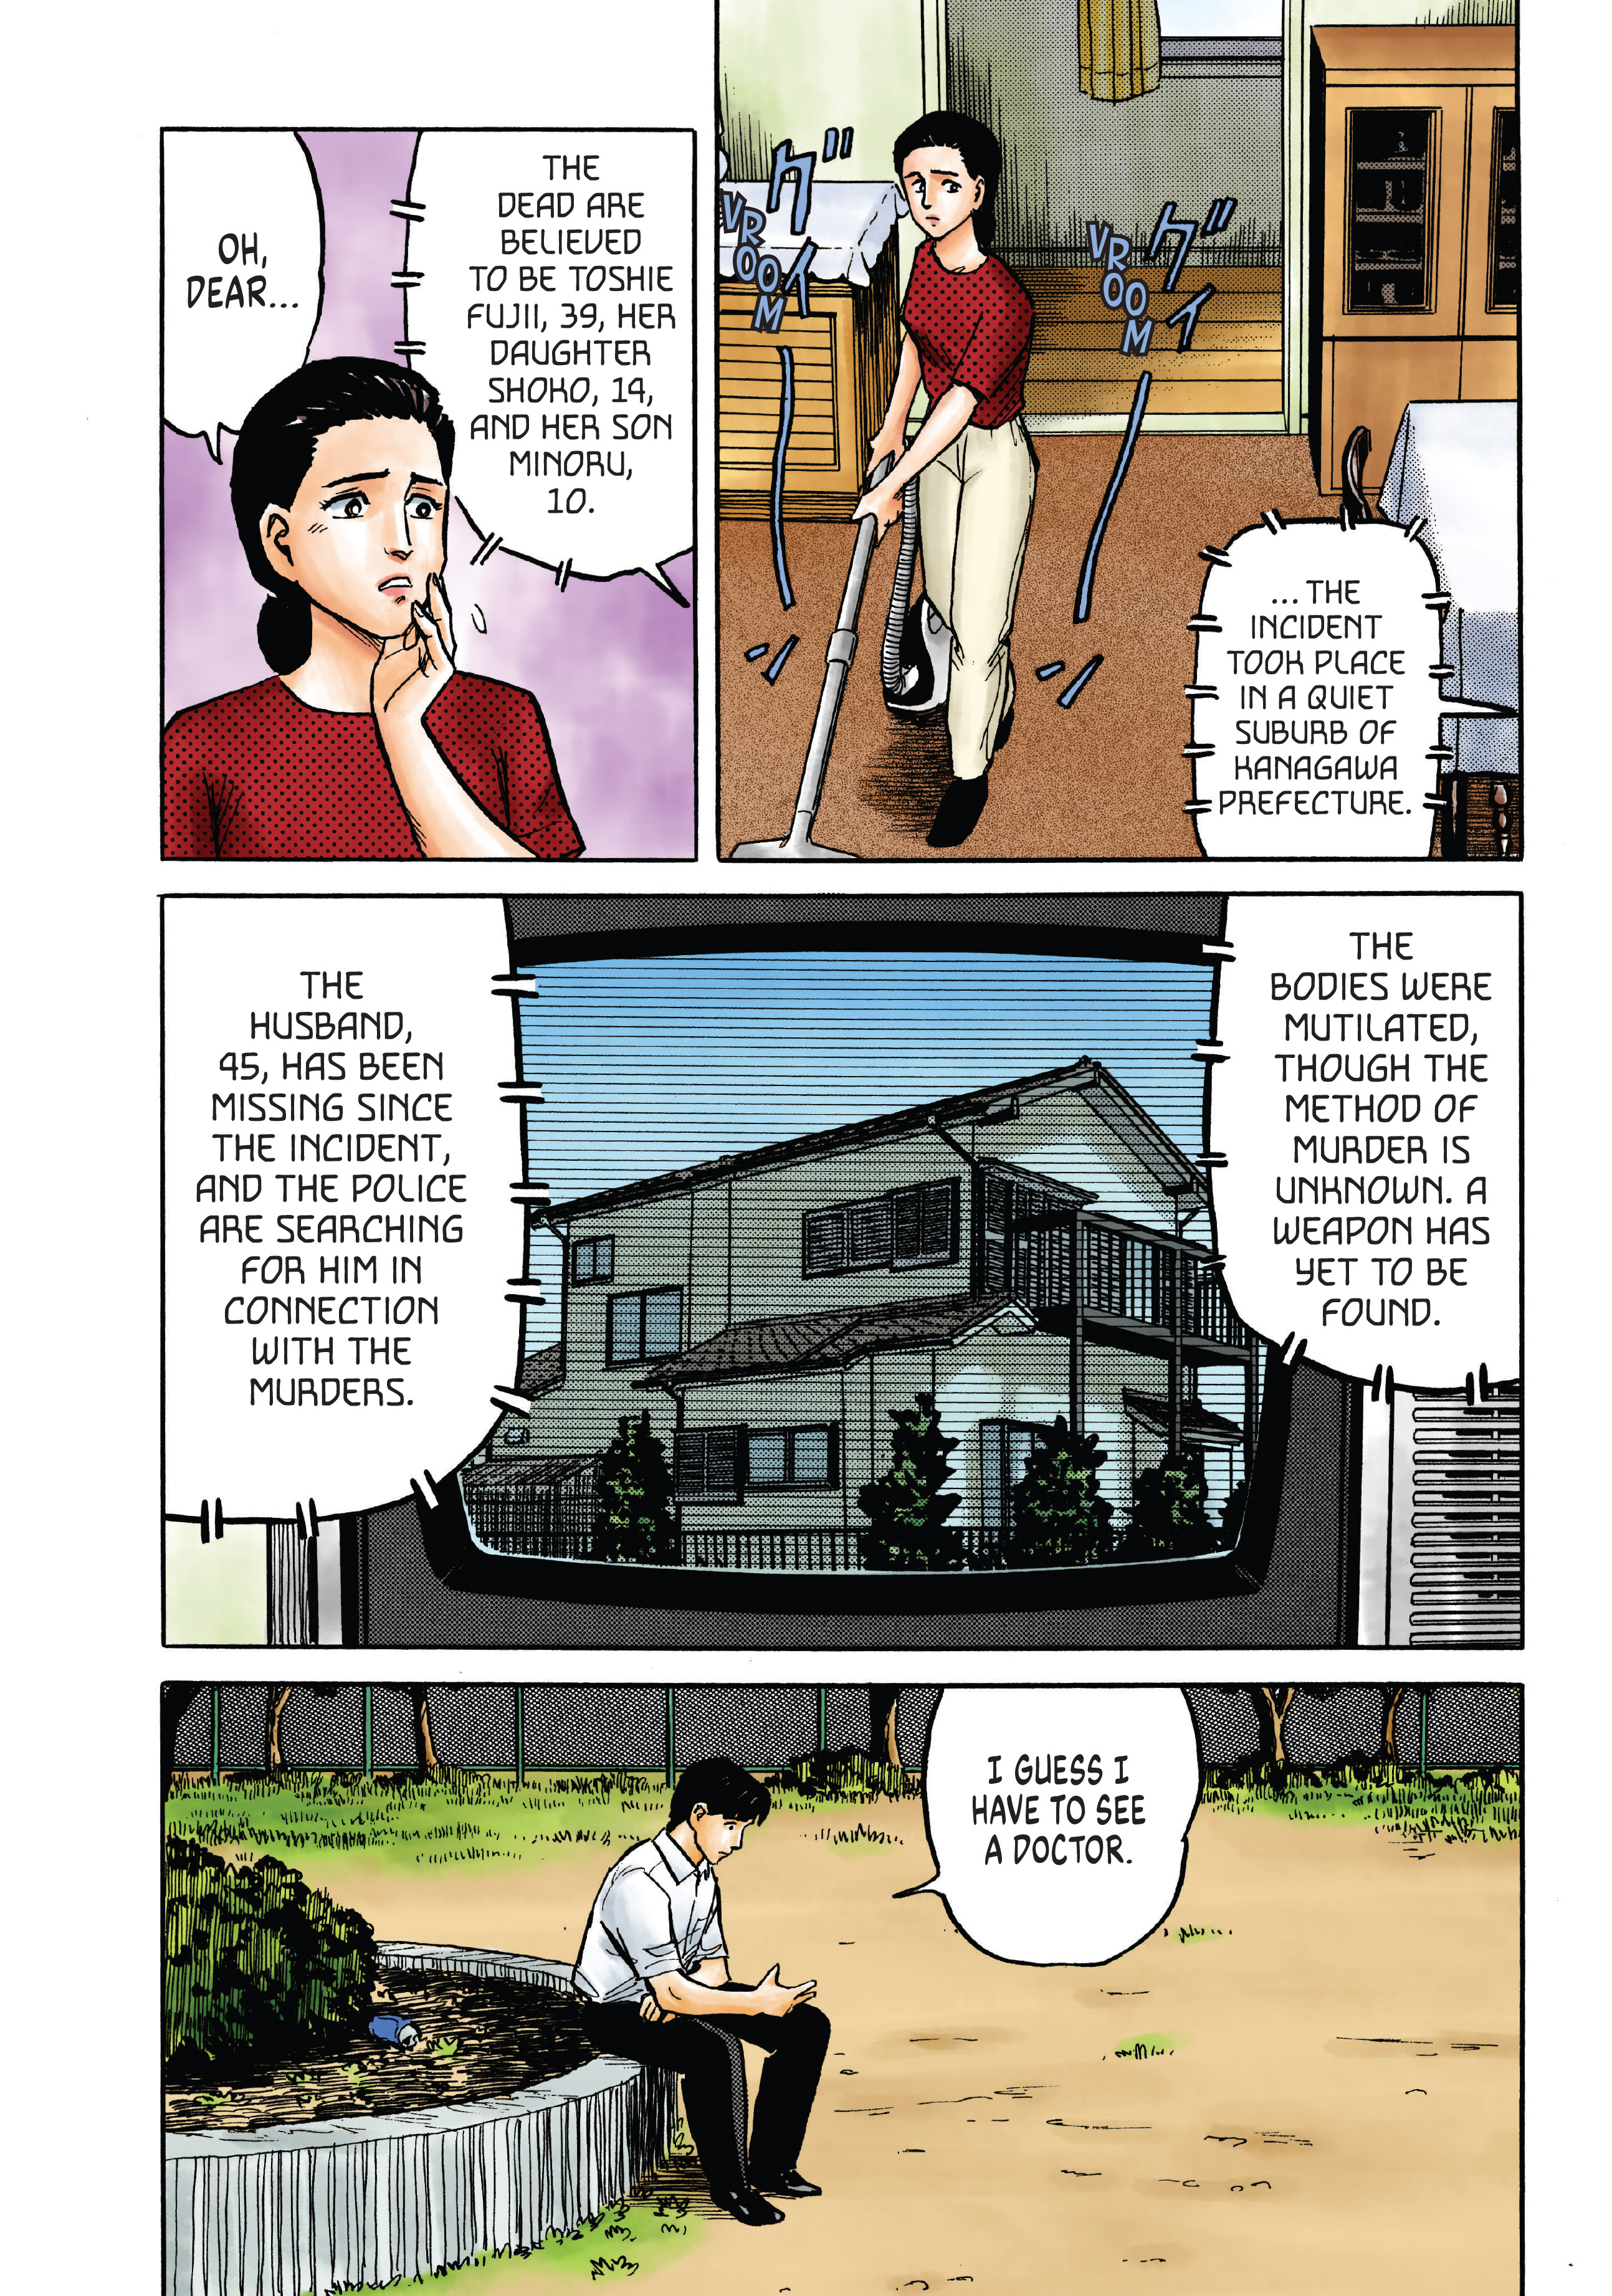 グイ
VROOM
グイ
VROOM
...THE
INCIDENT
TOOK PLACE
IN A QUIET
SUBURB OF
KANAGAWA
PREFECTURE.
THE
DEAD ARE
BELIEVED
TO BE TOSHIE
FUJII, 39, HER
DAUGHTER
SHOKO, 14,
AND HER SON
MINORU,
10.
OH,
DEAR...
THE
BODIES WERE
MUTILATED,
THOUGH THE
METHOD OF
MURDER IS
UNKNOWN. A
WEAPON HAS
YET TO BE
FOUND.
THE
HUSBAND,
45, HAS BEEN
MISSING SINCE
THE INCIDENT,
AND THE POLICE
ARE SEARCHING
FOR HIM IN
CONNECTION
WITH THE
MURDERS.
I GUESS I
HAVE TO SEE
A DOCTOR.